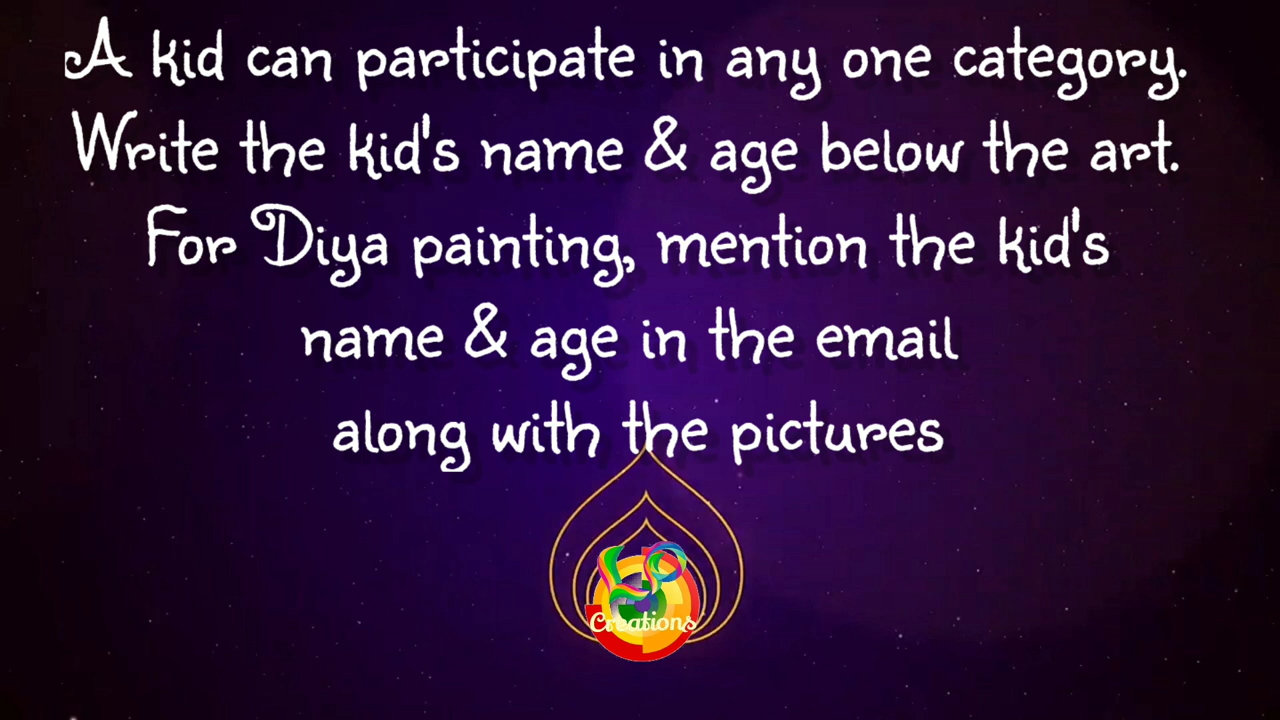 A kid can participate in any one category.
Write the kid's name & age below the art.
For Diya painting, mention the kid's
name & age in the email
along with the pictures
Creations